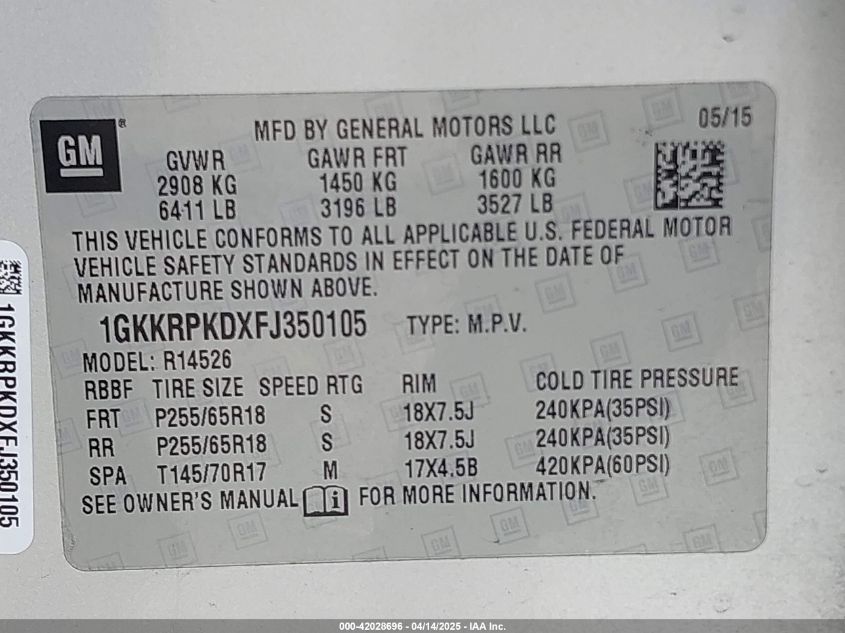 GM
®
MFD BY GENERAL MOTORS LLC
05/15
GVWR GAWR FRT GAWR RR
2908 KG 1450 KG 1600 KG
6411 LB 3196 LB 3527 LB
THIS VEHICLE CONFORMS TO ALL APPLICABLE U.S. FEDERAL MOTOR
VEHICLE SAFETY STANDARDS IN EFFECT ON THE DATE OF
MANUFACTURE SHOWN ABOVE.
1GKKRPKDXFJ350105 TYPE: M.P.V.
MODEL: R14526
RBBF TIRE SIZE SPEED RTG RIM COLD TIRE PRESSURE
FRT P255/65R18 S 18X7.5J 240KPA(35PSI)
RR P255/65R18 S 18X7.5J 240KPA(35PSI)
SPA T145/70R17 M 17X4.5B 420KPA(60PSI)
SEE OWNER'S MANUAL i FOR MORE INFORMATION.
1GKKRPKDXFJ350105
000-42028696 - 04/14/2025 - IAA Inc.